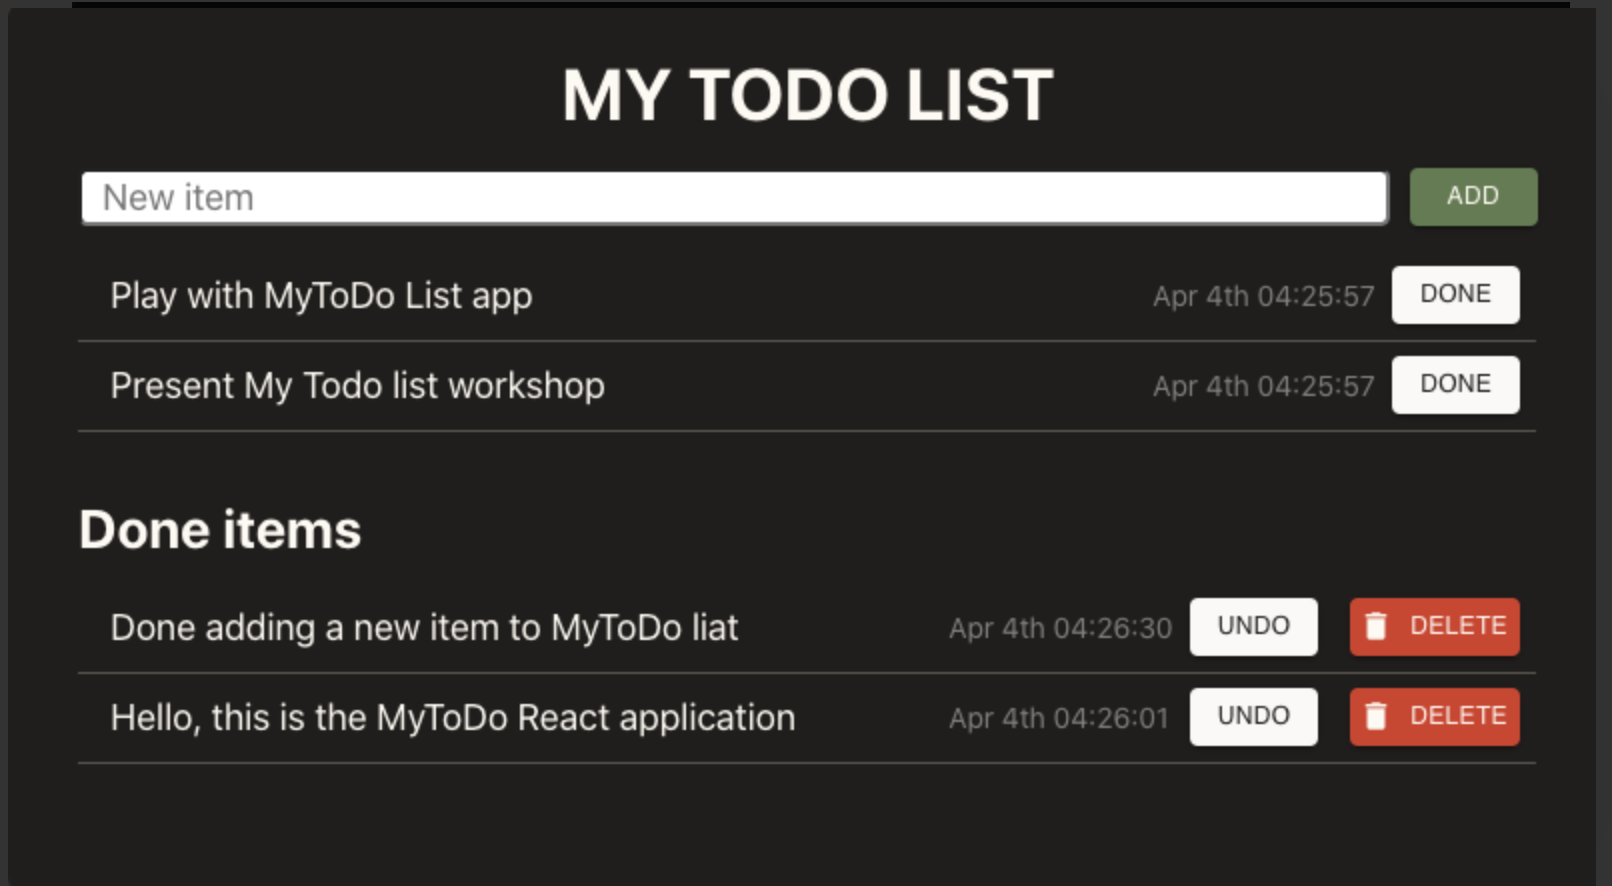 MY TODO LIST
New item ADD
Play with MyToDo List app Apr 4th 04:25:57 DONE
Present My Todo list workshop Apr 4th 04:25:57 DONE
Done items
Done adding a new item to MyToDo liat Apr 4th 04:26:30 UNDO DELETE
Hello, this is the MyToDo React application Apr 4th 04:26:01 UNDO DELETE